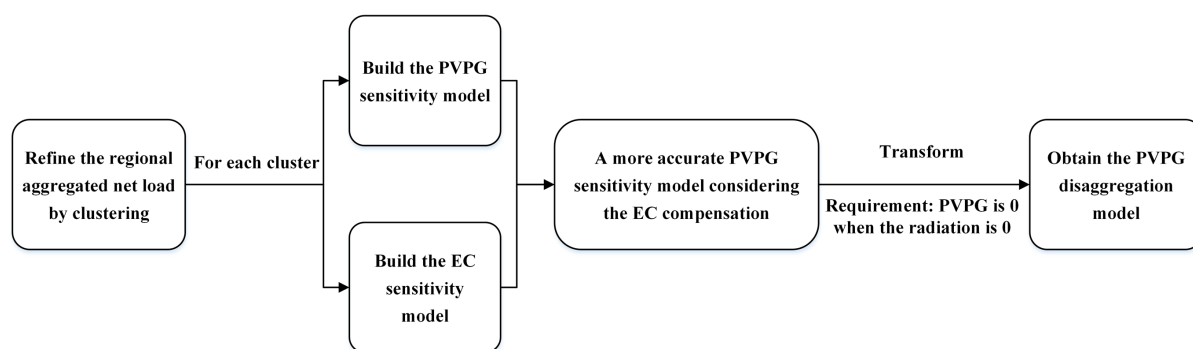 Refine the regional
aggregated net load
by clustering
For each cluster
Build the PVPG
sensitivity model
Build the EC
sensitivity
model
A more accurate PVPG
sensitivity model considering
the EC compensation
Transform
Requirement: PVPG is 0
when the radiation is 0
Obtain the PVPG
disaggregation
model